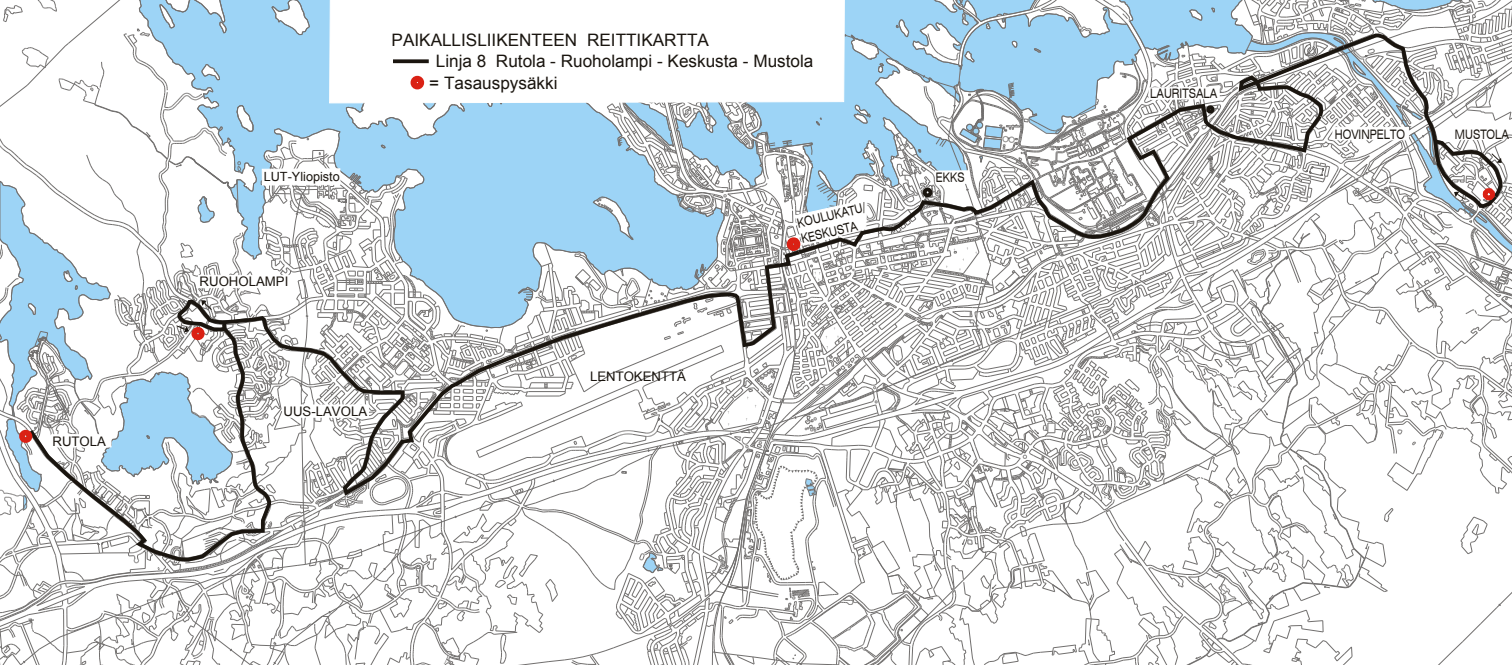 PAIKALLISLIIKENTEEN REITTIKARTTA
Linja 8 Rutola - Ruoholampi - Keskusta - Mustola
= Tasauspysäkki
LAURITSALA
HOVINPELTO
MUSTOLA
LUT-Yliopisto
EKKS
KOULUKATU/
KESKUSTA
RUOHOLAMPI
LENTOKENTTÄ
UUS-LAVOLA
RUTOLA